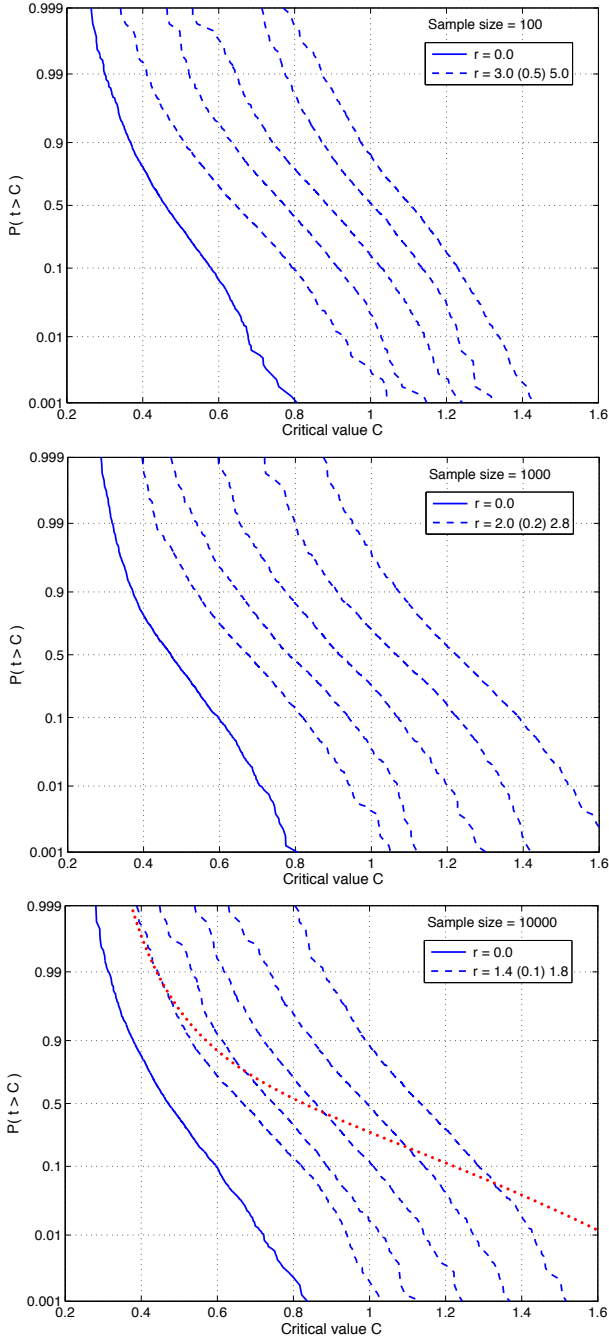 0.999
0.99
0.9
0.5
0.1
0.01
0.001
P( t > C )
Sample size = 100
r = 0.0
r = 3.0 (0.5) 5.0
0.2 0.4 0.6 0.8 1 1.2 1.4 1.6
Critical value C
0.999
0.99
0.9
0.5
0.1
0.01
0.001
P( t > C )
Sample size = 1000
r = 0.0
r = 2.0 (0.2) 2.8
0.2 0.4 0.6 0.8 1 1.2 1.4 1.6
Critical value C
0.999
0.99
0.9
0.5
0.1
0.01
0.001
P( t > C )
Sample size = 10000
r = 0.0
r = 1.4 (0.1) 1.8
0.2 0.4 0.6 0.8 1 1.2 1.4 1.6
Critical value C